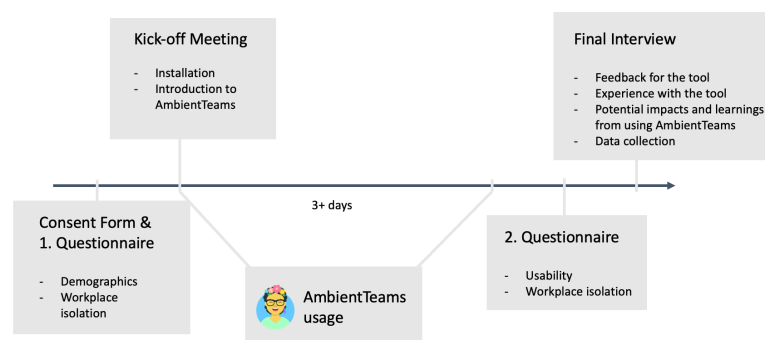 Kick-off Meeting
- Installation
- Introduction to
AmbientTeams
Final Interview
- Feedback for the tool
- Experience with the tool
- Potential impacts and learnings
from using AmbientTeams
- Data collection
3+ days
Consent Form &
1. Questionnaire
- Demographics
- Workplace
isolation
AmbientTeams
usage
2. Questionnaire
- Usability
- Workplace isolation